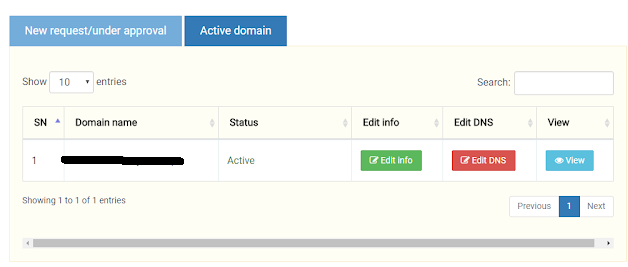 New request/under approval Active domain
Show 10 entries Search:
SN Domain name Status Edit info Edit DNS View
1 Active Edit info Edit DNS View
Showing 1 to 1 of 1 entries Previous 1 Next